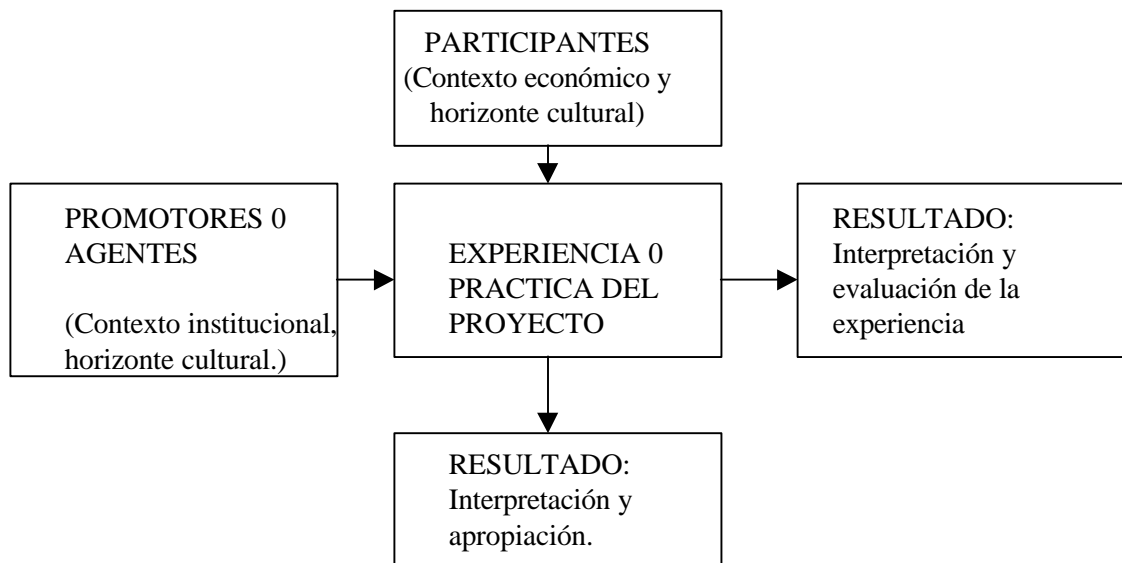 PARTICIPANTES
(Contexto económico y
horizonte cultural)
PROMOTORES 0
AGENTES
(Contexto institucional,
horizonte cultural.)
EXPERIENCIA 0
PRACTICA DEL
PROYECTO
RESULTADO:
Interpretación y
evaluación de la
experiencia
RESULTADO:
Interpretación y
apropiación.